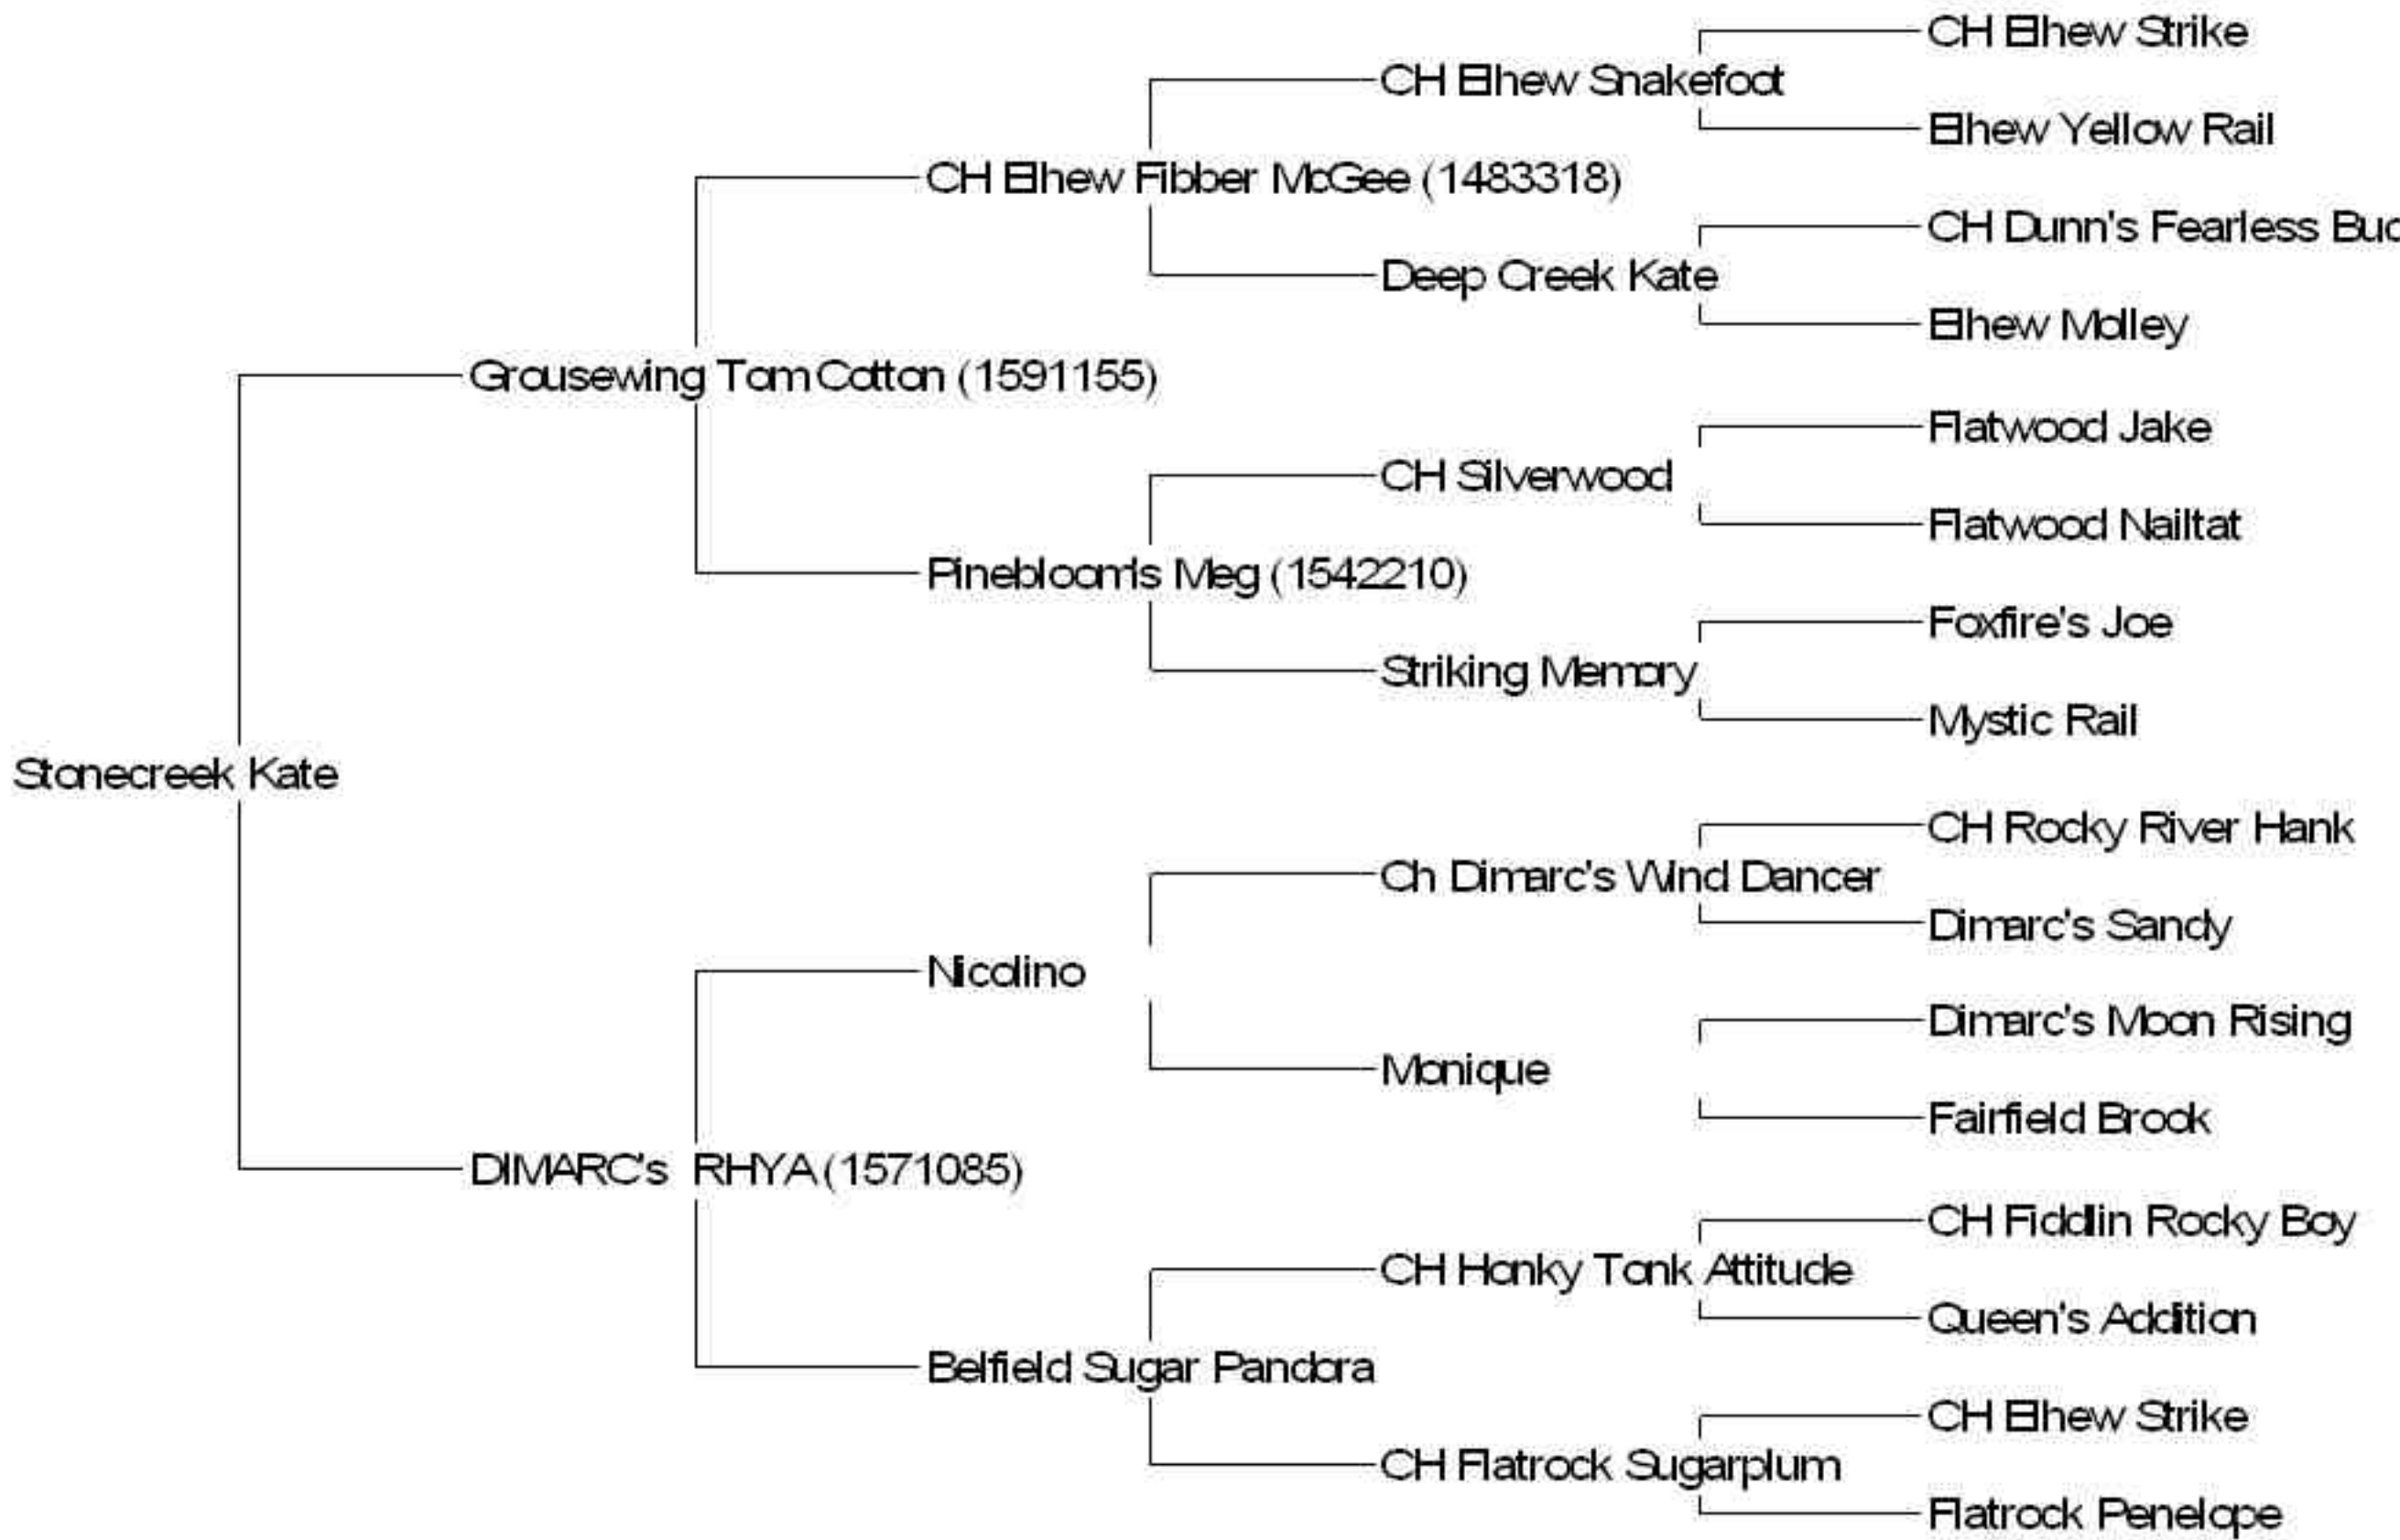 CH Elhew Strike
CH Elhew Snakefoot
Elhew Yellow Rail
CH Elhew Fibber McGee (1483318)
CH Dunn's Fearless Buc
Deep Creek Kate
Elhew Molley
Grousewing Tom Cotton (1591155)
Flatwood Jake
CH Silverwood
Flatwood Nailtat
Pinebloom's Meg (1542210)
Foxfire's Joe
Striking Memory
Mystic Rail
Stonecreek Kate
CH Rocky River Hank
Ch Dimarc's Wind Dancer
Dimarc's Sandy
Nicolino
Dimarc's Moon Rising
Monique
Fairfield Brook
DIMARC's RHYA (1571085)
CH Fiddlin Rocky Boy
CH Honky Tonk Attitude
Queen's Addition
Belfield Sugar Pandora
CH Elhew Strike
CH Flatrock Sugarplum
Flatrock Penelope